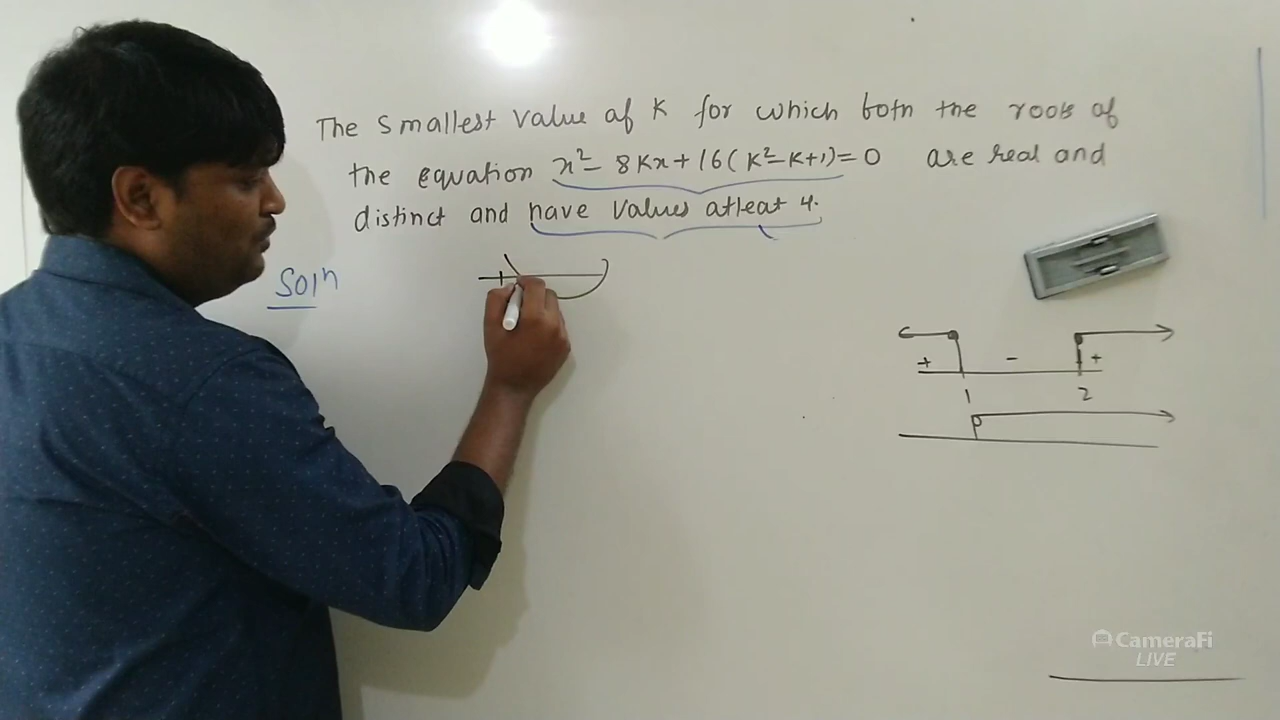 The smallest value of K for which both the roots of
the equation x² - 8Kx + 16(K² - K + 1) = 0 are real and
distinct and have values atleat 4.
Soln
+ - +
1 2
CameraFi
LIVE